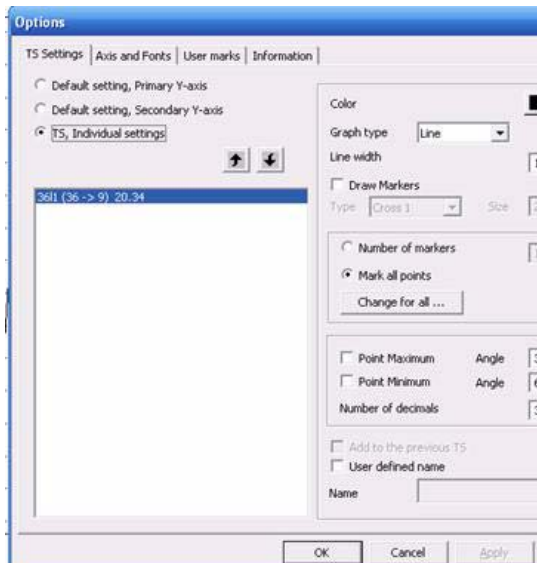 Options
TS Settings
Axis and Fonts
User marks
Information
Default setting, Primary Y-axis
Default setting, Secondary Y-axis
TS, Individual settings
36l1 (36 -> 9) 20.34
Color
Graph type Line
Line width
Draw Markers
Type Cross 1 Size
Number of markers
Mark all points
Change for all ...
Point Maximum Angle 3
Point Minimum Angle 6
Number of decimals 3
Add to the previous TS
User defined name
Name
OK Cancel Apply